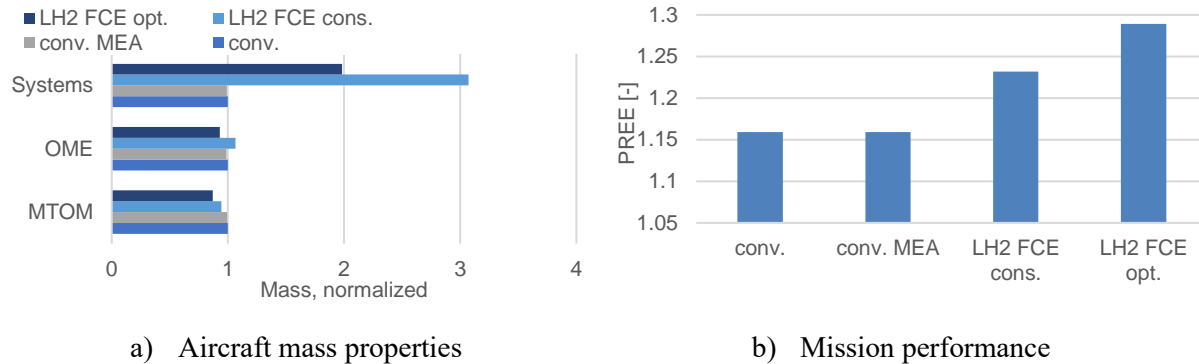 LH2 FCE opt. LH2 FCE cons.
conv. MEA conv.
Systems
OME
MTOM
0 1 2 3 4
Mass, normalized
a) Aircraft mass properties
1.3
1.25
1.2
1.15
1.1
1.05
PREE [-]
conv. conv. MEA LH2 FCE LH2 FCE
cons. opt.
b) Mission performance